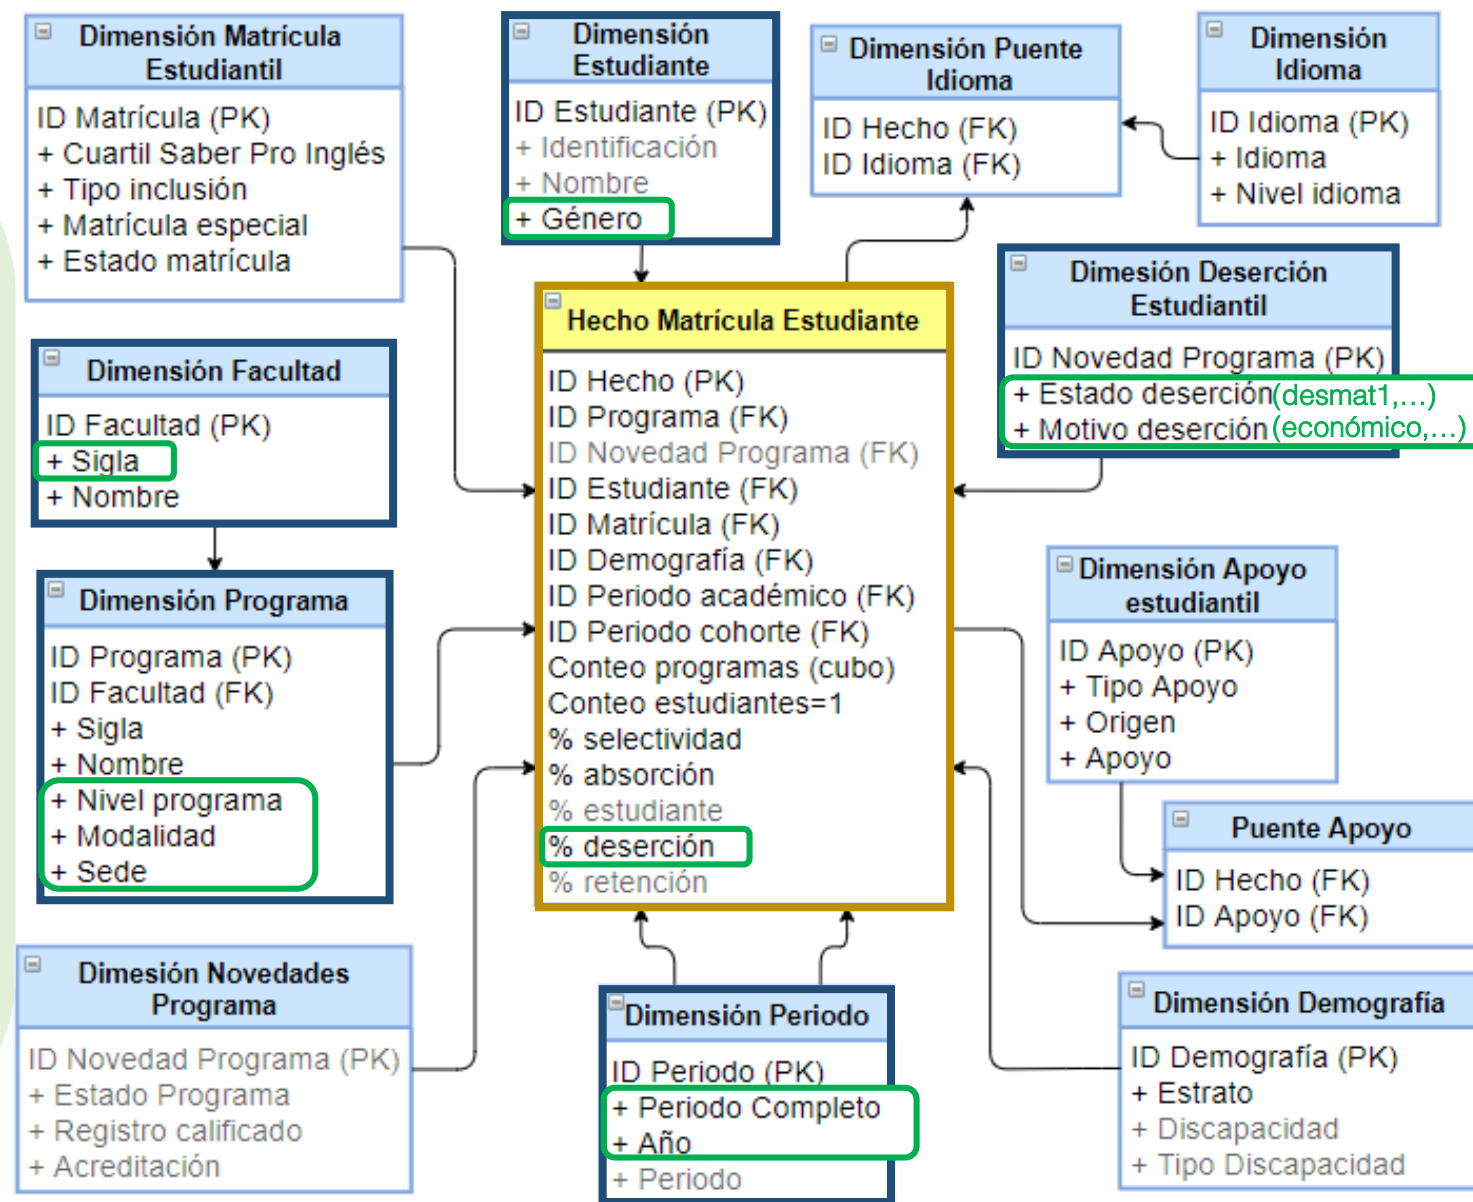 Dimensión Matrícula
Estudiantil
ID Matrícula (PK)
+ Cuartil Saber Pro Inglés
+ Tipo inclusión
+ Matrícula especial
+ Estado matrícula
Dimensión
Estudiante
ID Estudiante (PK)
+ Identificación
+ Nombre
+ Género
Dimensión Puente
Idioma
ID Hecho (FK)
ID Idioma (FK)
Dimensión
Idioma
ID Idioma (PK)
+ Idioma
+ Nivel idioma
Dimesión Deserción
Estudiantil
ID Novedad Programa (PK)
+ Estado deserción (desmat1,...)
+ Motivo deserción (económico,...)
Dimensión Facultad
ID Facultad (PK)
+ Sigla
+ Nombre
Hecho Matrícula Estudiante
ID Hecho (PK)
ID Programa (FK)
ID Novedad Programa (FK)
ID Estudiante (FK)
ID Matrícula (FK)
ID Demografía (FK)
ID Periodo académico (FK)
ID Periodo cohorte (FK)
Conteo programas (cubo)
Conteo estudiantes=1
% selectividad
% absorción
% estudiante
% deserción
% retención
Dimensión Programa
ID Programa (PK)
ID Facultad (FK)
+ Sigla
+ Nombre
+ Nivel programa
+ Modalidad
+ Sede
Dimensión Apoyo
estudiantil
ID Apoyo (PK)
+ Tipo Apoyo
+ Origen
+ Apoyo
Puente Apoyo
ID Hecho (FK)
ID Apoyo (FK)
Dimesión Novedades
Programa
ID Novedad Programa (PK)
+ Estado Programa
+ Registro calificado
+ Acreditación
Dimensión Periodo
ID Periodo (PK)
+ Periodo Completo
+ Año
+ Periodo
Dimensión Demografía
ID Demografía (PK)
+ Estrato
+ Discapacidad
+ Tipo Discapacidad